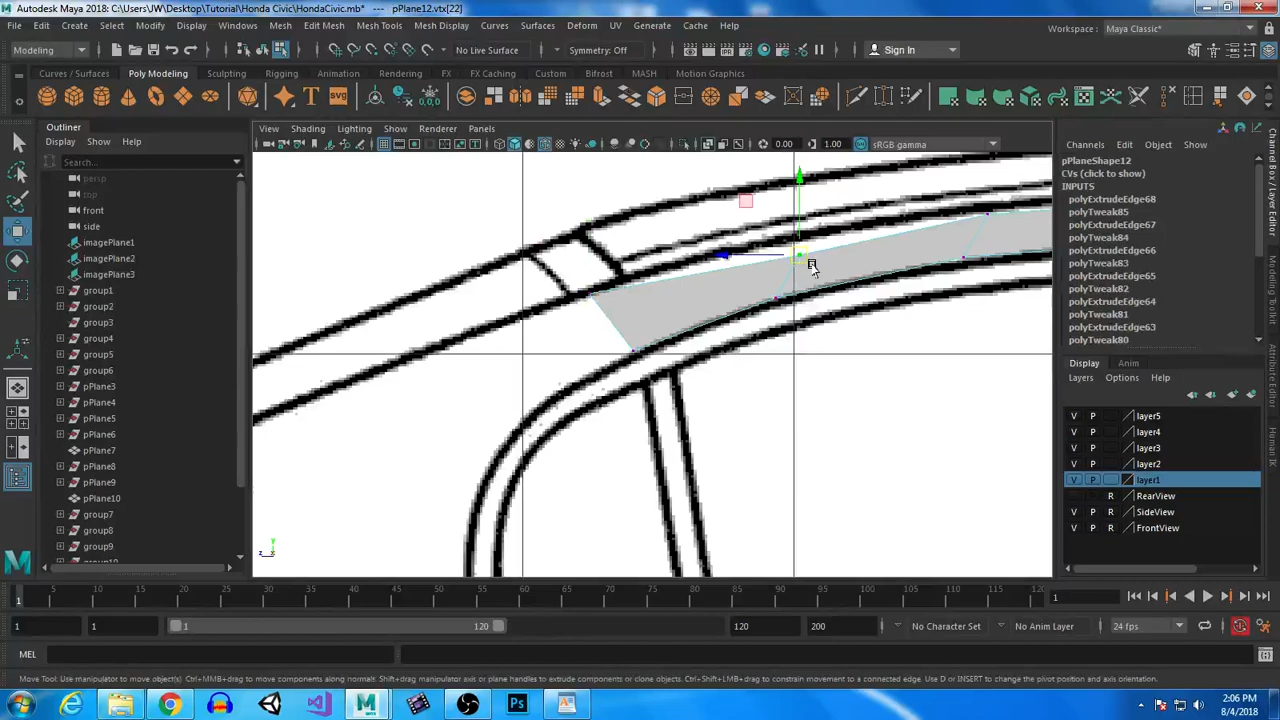 Autodesk Maya 2018: C:\Users\JW\Desktop\Tutorial\Honda Civic\HondaCivic.mb* --- pPlane12.vtx[22]
File Edit Create Select Modify Display Windows Mesh Edit Mesh Mesh Tools Mesh Display Curves Surfaces Deform UV Generate Cache Help Workspace: Maya Classic*
Modeling No Live Surface Symmetry: Off Sign In
Curves / Surfaces Poly Modeling Sculpting Rigging Animation Rendering FX FX Caching Custom Bifrost MASH Motion Graphics
Outliner
Display Show Help
Search...
persp
top
front
side
imagePlane1
imagePlane2
imagePlane3
group1
group2
group3
group4
group5
group6
pPlane3
pPlane4
pPlane5
pPlane6
pPlane7
pPlane8
pPlane9
pPlane10
group7
group8
group9
View Shading Lighting Show Renderer Panels
0.00 1.00 sRGB gamma
y
z
Channels Edit Object Show
pPlaneShape12
CVs (click to show)
INPUTS
polyExtrudeEdge68
polyTweak85
polyExtrudeEdge67
polyTweak84
polyExtrudeEdge66
polyTweak83
polyExtrudeEdge65
polyTweak82
polyExtrudeEdge64
polyTweak81
polyExtrudeEdge63
polyTweak80
Display Anim
Layers Options Help
V P layer5
V P layer4
V P layer3
V P layer2
V P layer1
R RearView
V P R SideView
V P R FrontView
Channel Box / Layer Editor
Human IK
5 10 15 20 25 30 35 40 45 50 55 60 65 70 75 80 85 90 95 100 105 110 115 120
1 1
1 1 1 120 120 200 No Character Set No Anim Layer 24 fps
MEL
Move Tool: Use manipulator to move object(s). Ctrl+MMB+drag to move components along normals. Shift+drag manipulator axis or plane handles to extrude components or clone objects. Ctrl+Shift+LMB+drag to constrain movement to a connected edge. Use D or INSERT to change the pivot position and axis orientation.
2:06 PM
8/4/2018